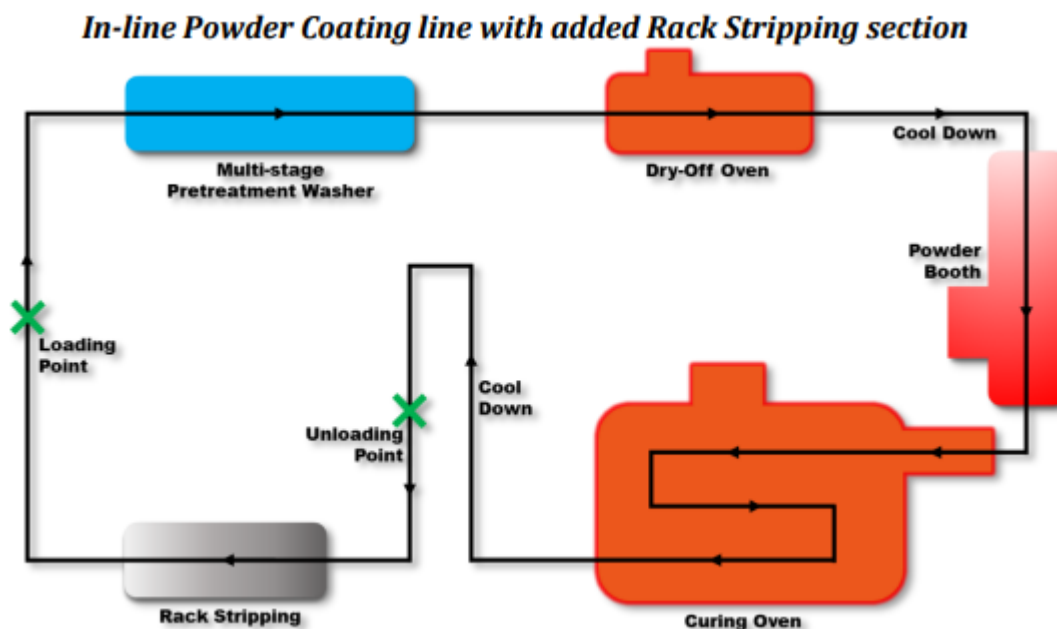 In-line Powder Coating line with added Rack Stripping section
Multi-stage
Pretreatment Washer
Dry-Off Oven
Cool Down
Powder
Booth
Loading
Point
Cool
Down
Unloading
Point
Rack Stripping
Curing Oven